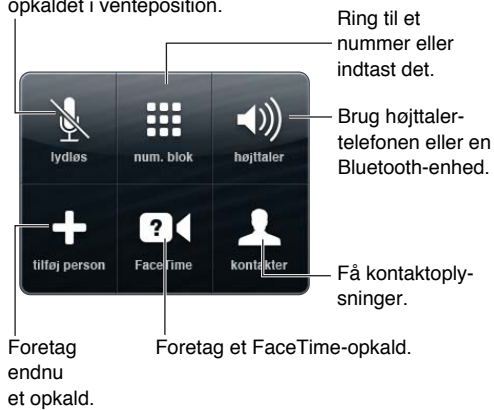 opkaldet i venteposition.
Ring til et
nummer eller
indtast det.
lydløs
num. blok
højttaler
Brug højttaler-
telefonen eller en
Bluetooth-enhed.
tilføj person
FaceTime
kontakter
Få kontaktoply-
sninger.
Foretag
endnu
et opkald.
Foretag et FaceTime-opkald.